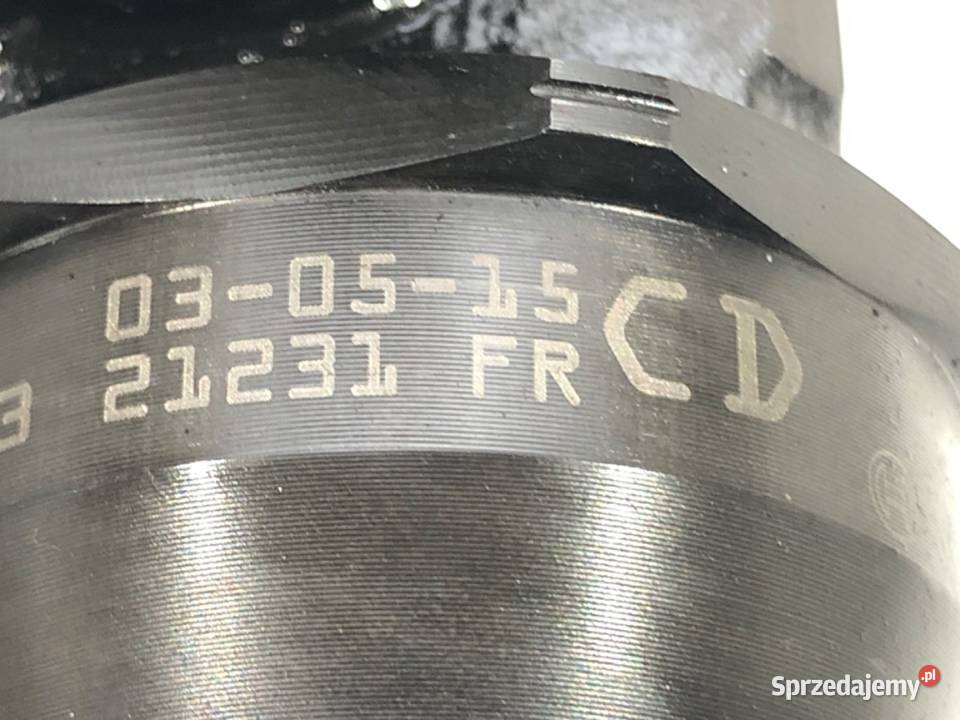 03-05-15
21231 FR CD
3
Sprzedajemy.pl